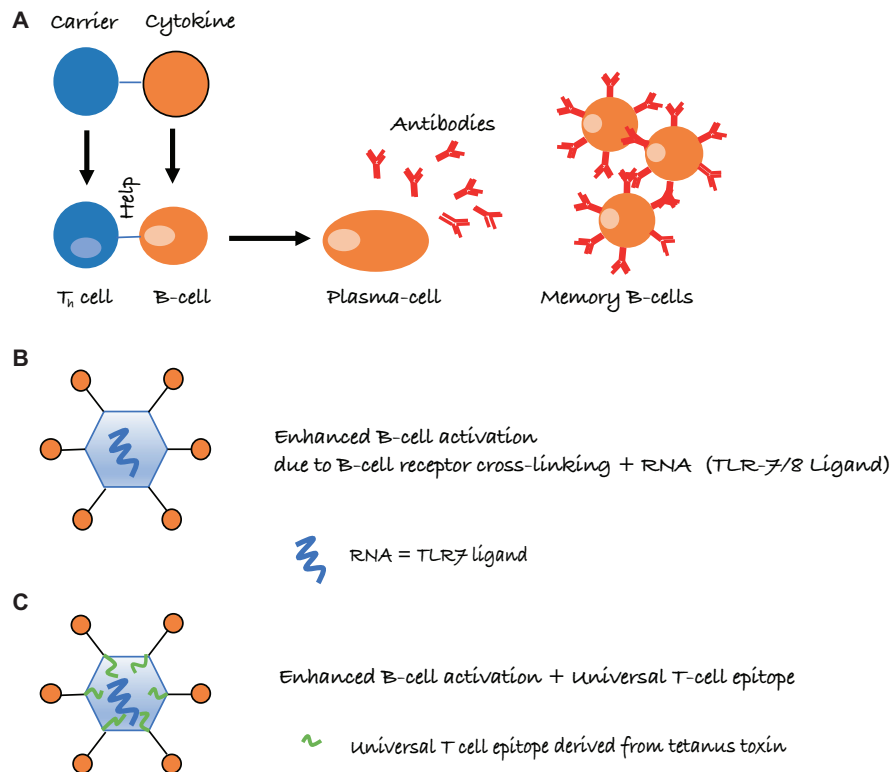 A
Carrier Cytokine
Help
Antibodies
Tₕ cell B-cell Plasma-cell Memory B-cells
B
Enhanced B-cell activation
due to B-cell receptor cross-linking + RNA (TLR-7/8 Ligand)
RNA = TLR7 ligand
C
Enhanced B-cell activation + Universal T-cell epitope
Universal T cell epitope derived from tetanus toxin